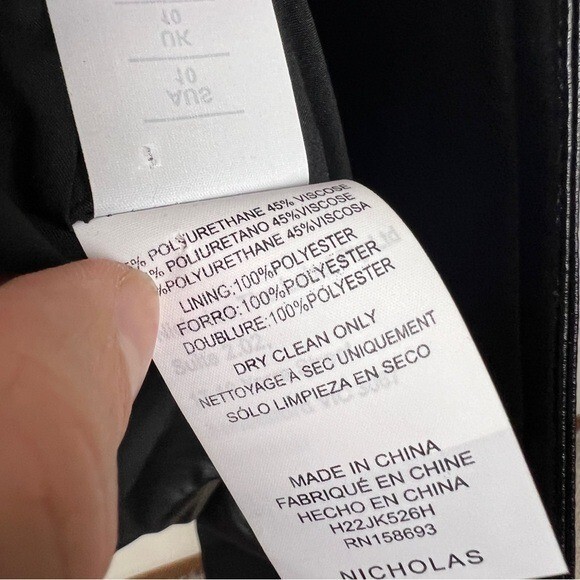 10
UK
10
AUS
% POLYURETHANE 45% VISCOSE
% POLIURETANO 45%VISCOSE
%POLYURETHANE 45%VISCOSA
LINING:100%POLYESTER
FORRO:100%POLYESTER
DOUBLURE:100%POLYESTER
DRY CLEAN ONLY
NETTOYAGE À SEC UNIQUEMENT
SÓLO LIMPIEZA EN SECO
MADE IN CHINA
FABRIQUÉ EN CHINE
HECHO EN CHINA
H22JK526H
RN158693
NICHOLAS